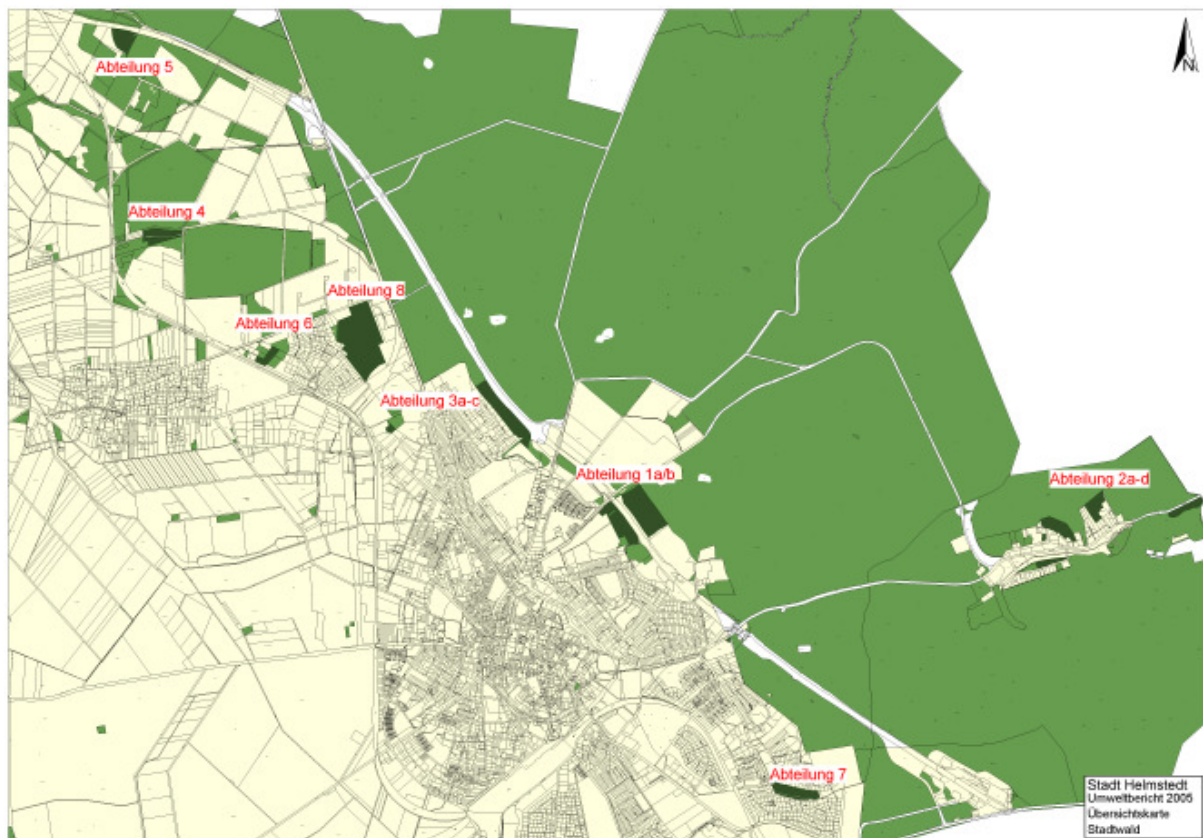 Abteilung 5
N
Abteilung 4
Abteilung 8
Abteilung 6
Abteilung 3a-c
Abteilung 1a/b
Abteilung 2a-d
Abteilung 7
Stadt Helmstedt
Umweltbericht 2005
Übersichtskarte
Stadtwald